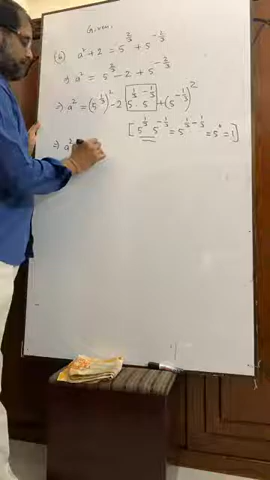 Given:
(6) a² + 2 = 5^(2/3) + 5^(-2/3)
⇒ a² = 5^(2/3) - 2 + 5^(-2/3)
⇒ a² = (5^(1/3))² - 2 5^(1/3) · 5^(-1/3) + (5^(-1/3))²
[5^(1/3) 5^(-1/3) = 5^(1/3 - 1/3) = 5⁰ = 1]
⇒ a²